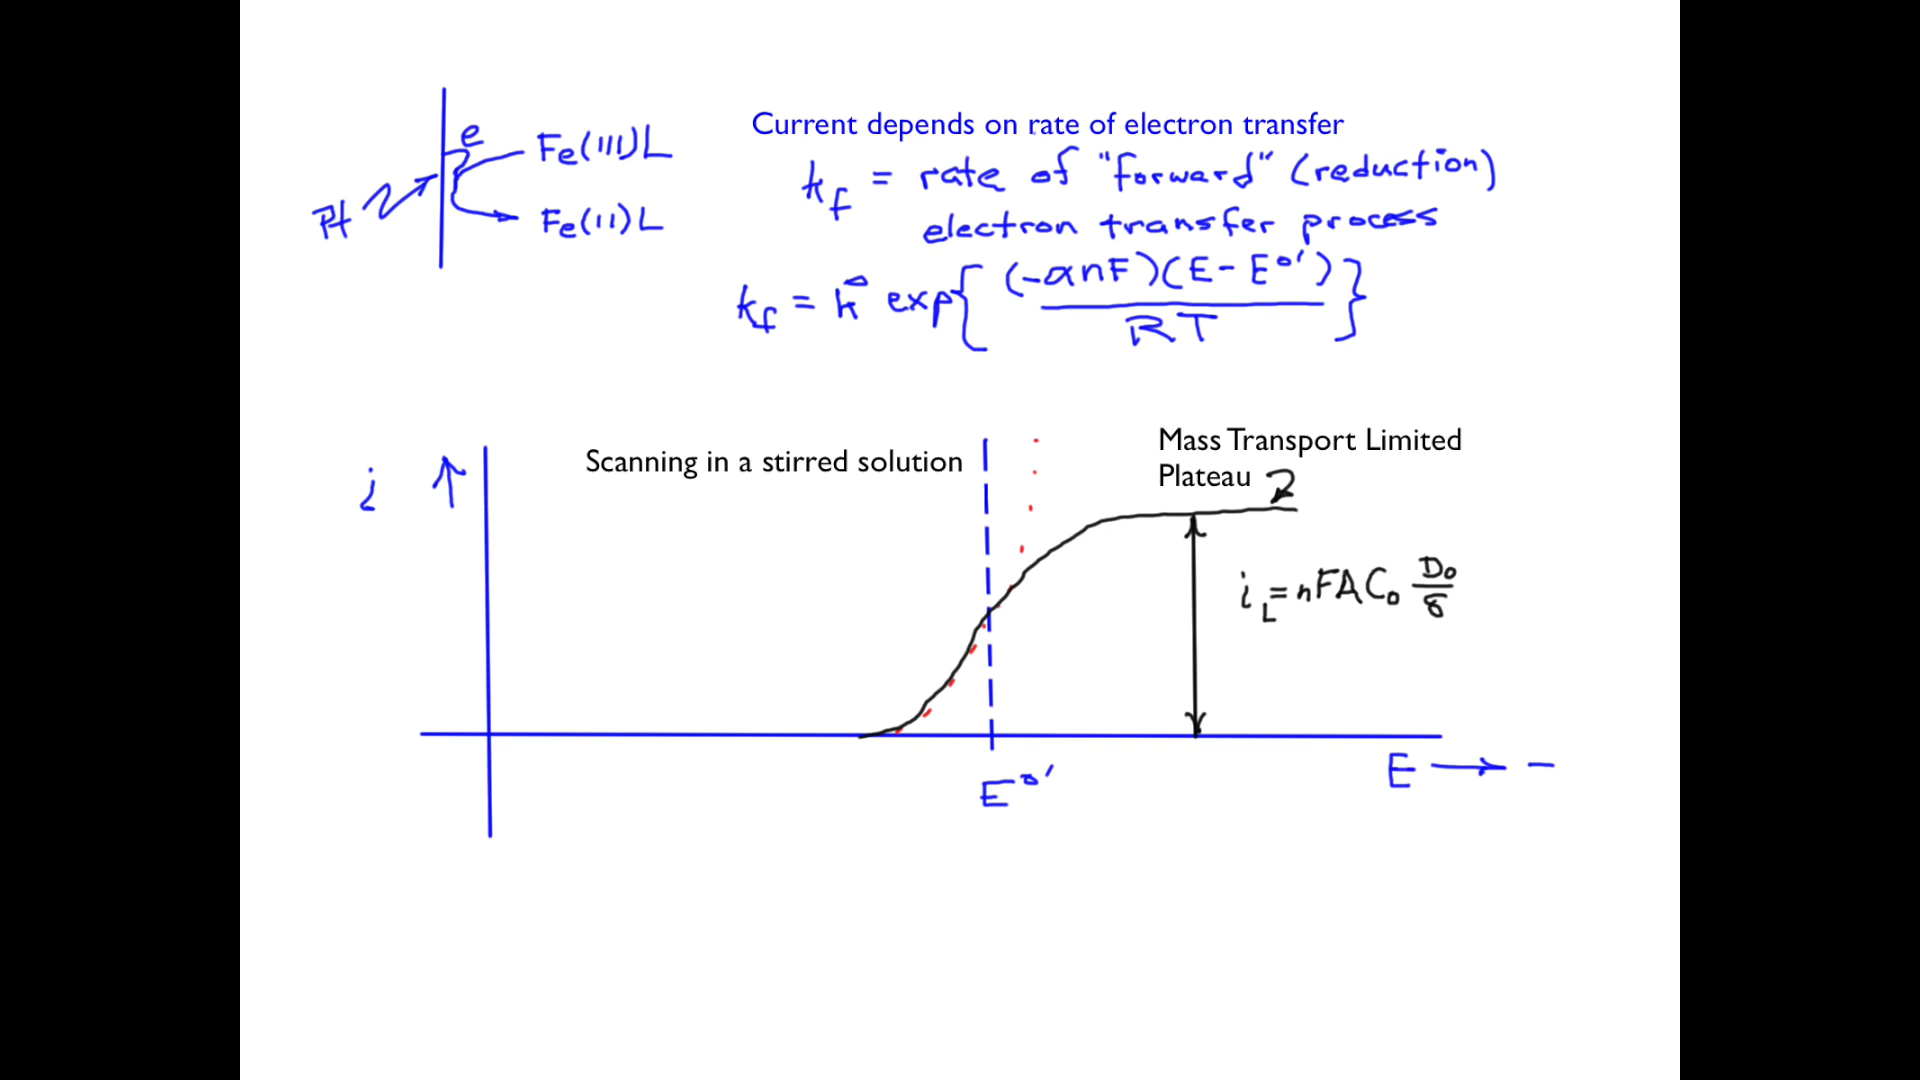 e
Fe(III)L
Pt
Fe(II)L
Current depends on rate of electron transfer
kf = rate of "forward" (reduction)
electron transfer process
kf = k° exp{(-αnF)(E-E°')/RT}
i ↑
Scanning in a stirred solution
Mass Transport Limited
Plateau
iL=nFACo Do/δ
E°'
E → -